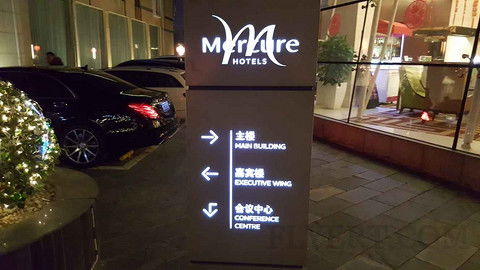 Mercure
HOTELS
主楼
MAIN BUILDING
嘉宾楼
EXECUTIVE WING
会议中心
CONFERENCE
CENTRE